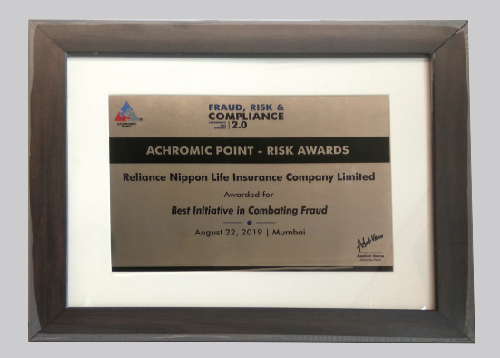 FRAUD, RISK &
COMPLIANCE
2.0
ACHROMIC POINT - RISK AWARDS
Reliance Nippon Life Insurance Company Limited
Awarded for
Best Initiative in Combating Fraud
August 22, 2019 | Mumbai